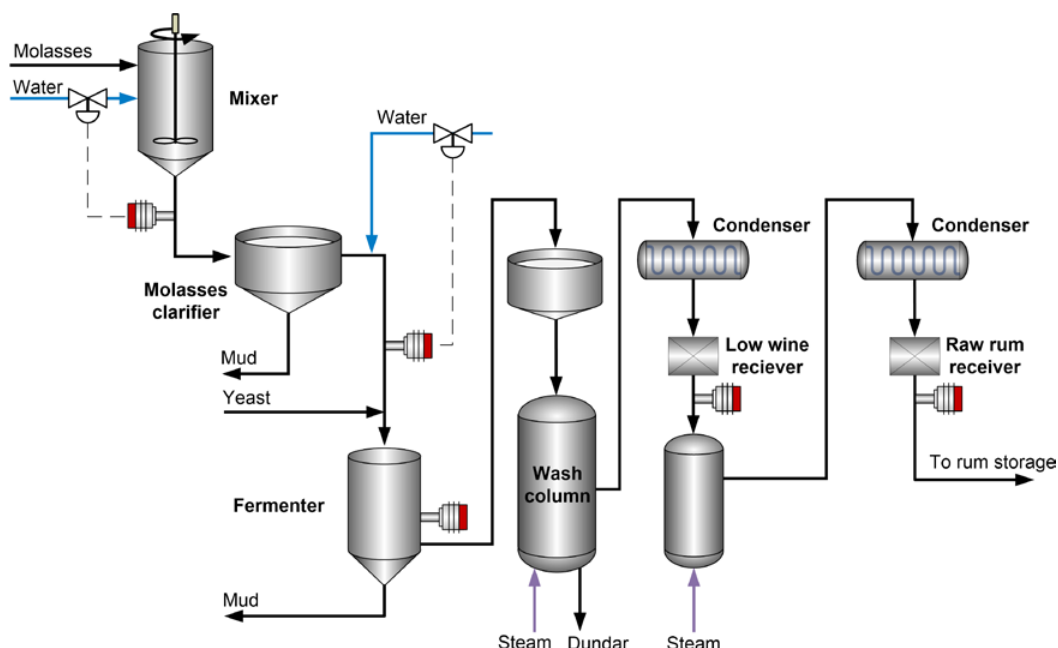 Molasses
Water
Mixer
Water
Condenser
Condenser
Molasses
clarifier
Low wine
reciever
Raw rum
receiver
Mud
Yeast
To rum storage
Wash
column
Fermenter
Mud
Steam
Dundar
Steam